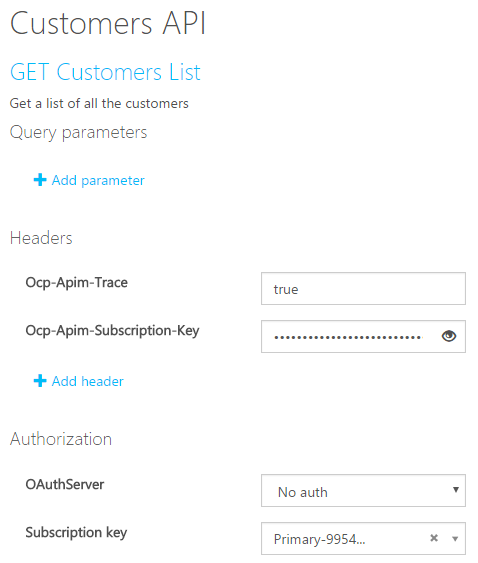 Customers API
GET Customers List
Get a list of all the customers
Query parameters
Add parameter
Headers
Ocp-Apim-Trace
true
Ocp-Apim-Subscription-Key
••••••••••••••••••••••••••
Add header
Authorization
OAuthServer
No auth
Subscription key
Primary-9954...